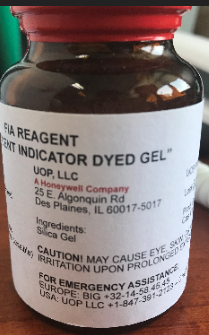 FIA REAGENT
CENT INDICATOR DYED GEL"
UOP, LLC
A Honeywell Company
25 E. Algonquin Rd
Des Plaines, IL 60017-5017
Ingredients:
Silica Gel
CAUTION! MAY CAUSE EYE, SKIN
IRRITATION UPON PROLONGED
FOR EMERGENCY ASSISTANCE:
EUROPE: BIG +32-14-58.45.45
USA: UOP LLC +1-847-391-2123